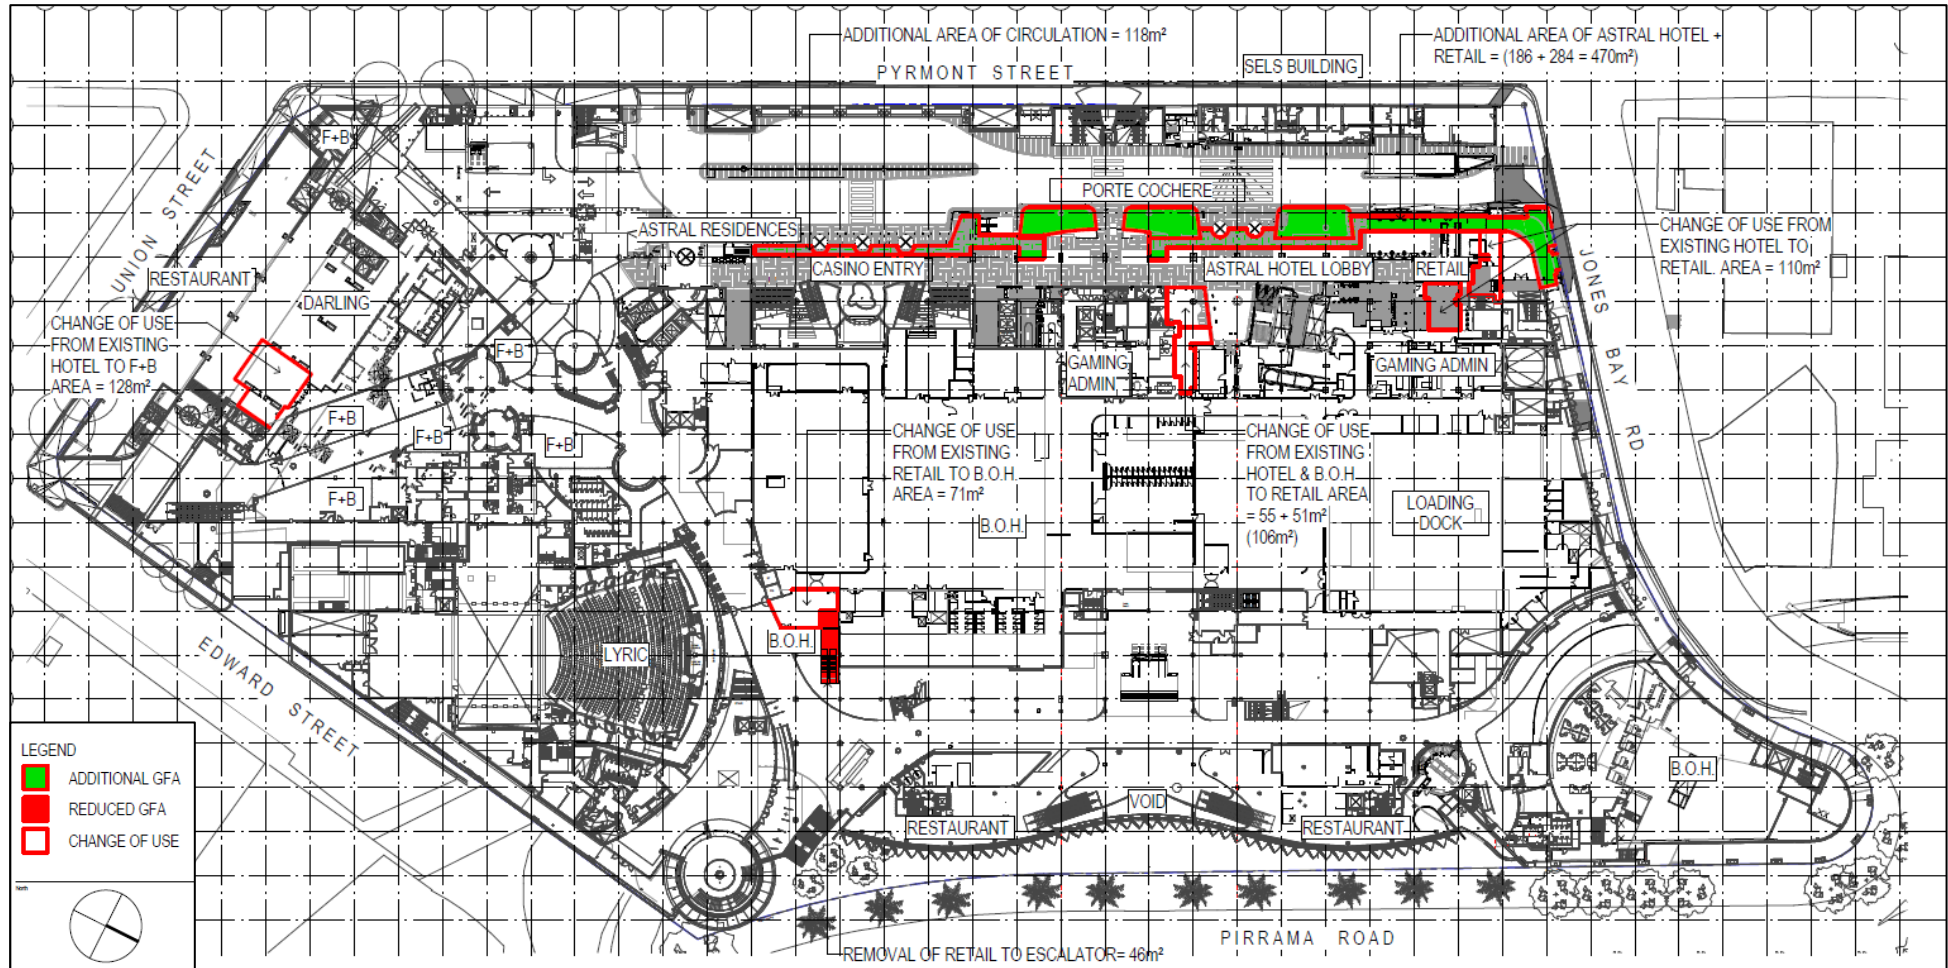 ADDITIONAL AREA OF CIRCULATION = 118m²
ADDITIONAL AREA OF ASTRAL HOTEL +
RETAIL = (186 + 284 = 470m²)
PYRMONT STREET
SELS BUILDING
F+B
UNION STREET
PORTE COCHERE
ASTRAL RESIDENCES
CHANGE OF USE FROM
EXISTING HOTEL TO
RETAIL. AREA = 110m²
RESTAURANT
CASINO ENTRY
ASTRAL HOTEL LOBBY
RETAIL
JONES BAY RD
DARLING
CHANGE OF USE
FROM EXISTING
HOTEL TO F+B
AREA = 128m²
F+B
GAMING
ADMIN
GAMING ADMIN
F+B
F+B
F+B
F+B
CHANGE OF USE
FROM EXISTING
RETAIL TO B.O.H.
AREA = 71m²
CHANGE OF USE
FROM EXISTING
HOTEL & B.O.H.
TO RETAIL AREA
= 55 + 51m²
(106m²)
B.O.H.
LOADING
DOCK
LYRIC
B.O.H.
EDWARD STREET
LEGEND
ADDITIONAL GFA
REDUCED GFA
CHANGE OF USE
North
B.O.H.
VOID
RESTAURANT
RESTAURANT
PIRRAMA ROAD
REMOVAL OF RETAIL TO ESCALATOR= 46m²